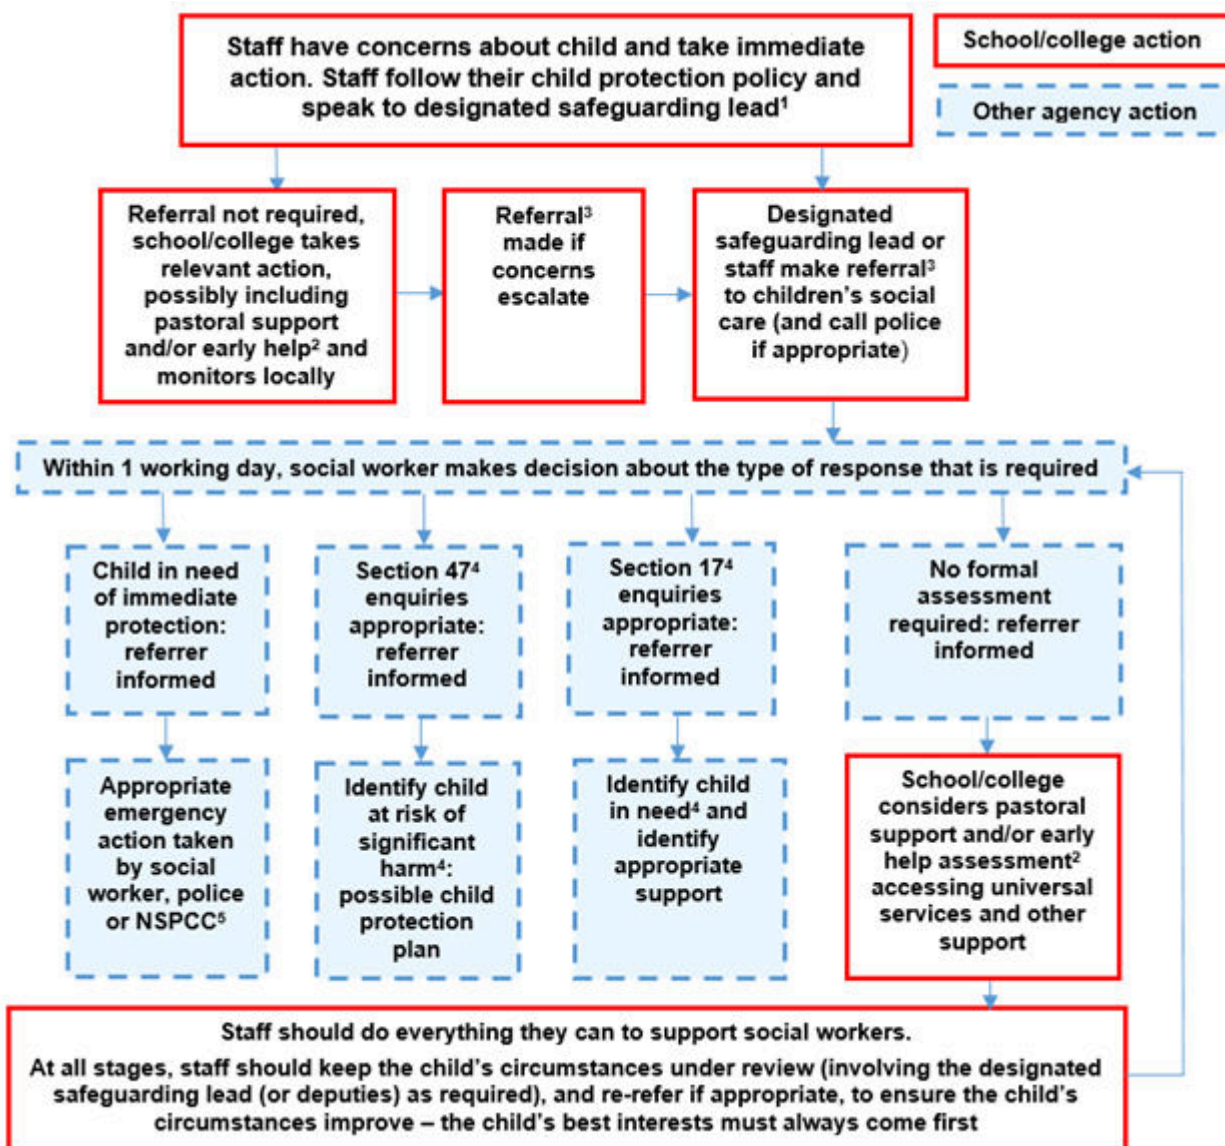 Staff have concerns about child and take immediate
action. Staff follow their child protection policy and
speak to designated safeguarding lead¹
School/college action
Other agency action
Referral not required,
school/college takes
relevant action,
possibly including
pastoral support
and/or early help² and
monitors locally
Referral³
made if
concerns
escalate
Designated
safeguarding lead or
staff make referral³
to children’s social
care (and call police
if appropriate)
Within 1 working day, social worker makes decision about the type of response that is required
Child in need
of immediate
protection:
referrer
informed
Section 47⁴
enquiries
appropriate:
referrer
informed
Section 17⁴
enquiries
appropriate:
referrer
informed
No formal
assessment
required: referrer
informed
Appropriate
emergency
action taken
by social
worker, police
or NSPCC⁵
Identify child
at risk of
significant
harm⁴:
possible child
protection
plan
Identify child
in need⁴ and
identify
appropriate
support
School/college
considers pastoral
support and/or early
help assessment²
accessing universal
services and other
support
Staff should do everything they can to support social workers.
At all stages, staff should keep the child’s circumstances under review (involving the designated
safeguarding lead (or deputies) as required), and re-refer if appropriate, to ensure the child’s
circumstances improve – the child’s best interests must always come first